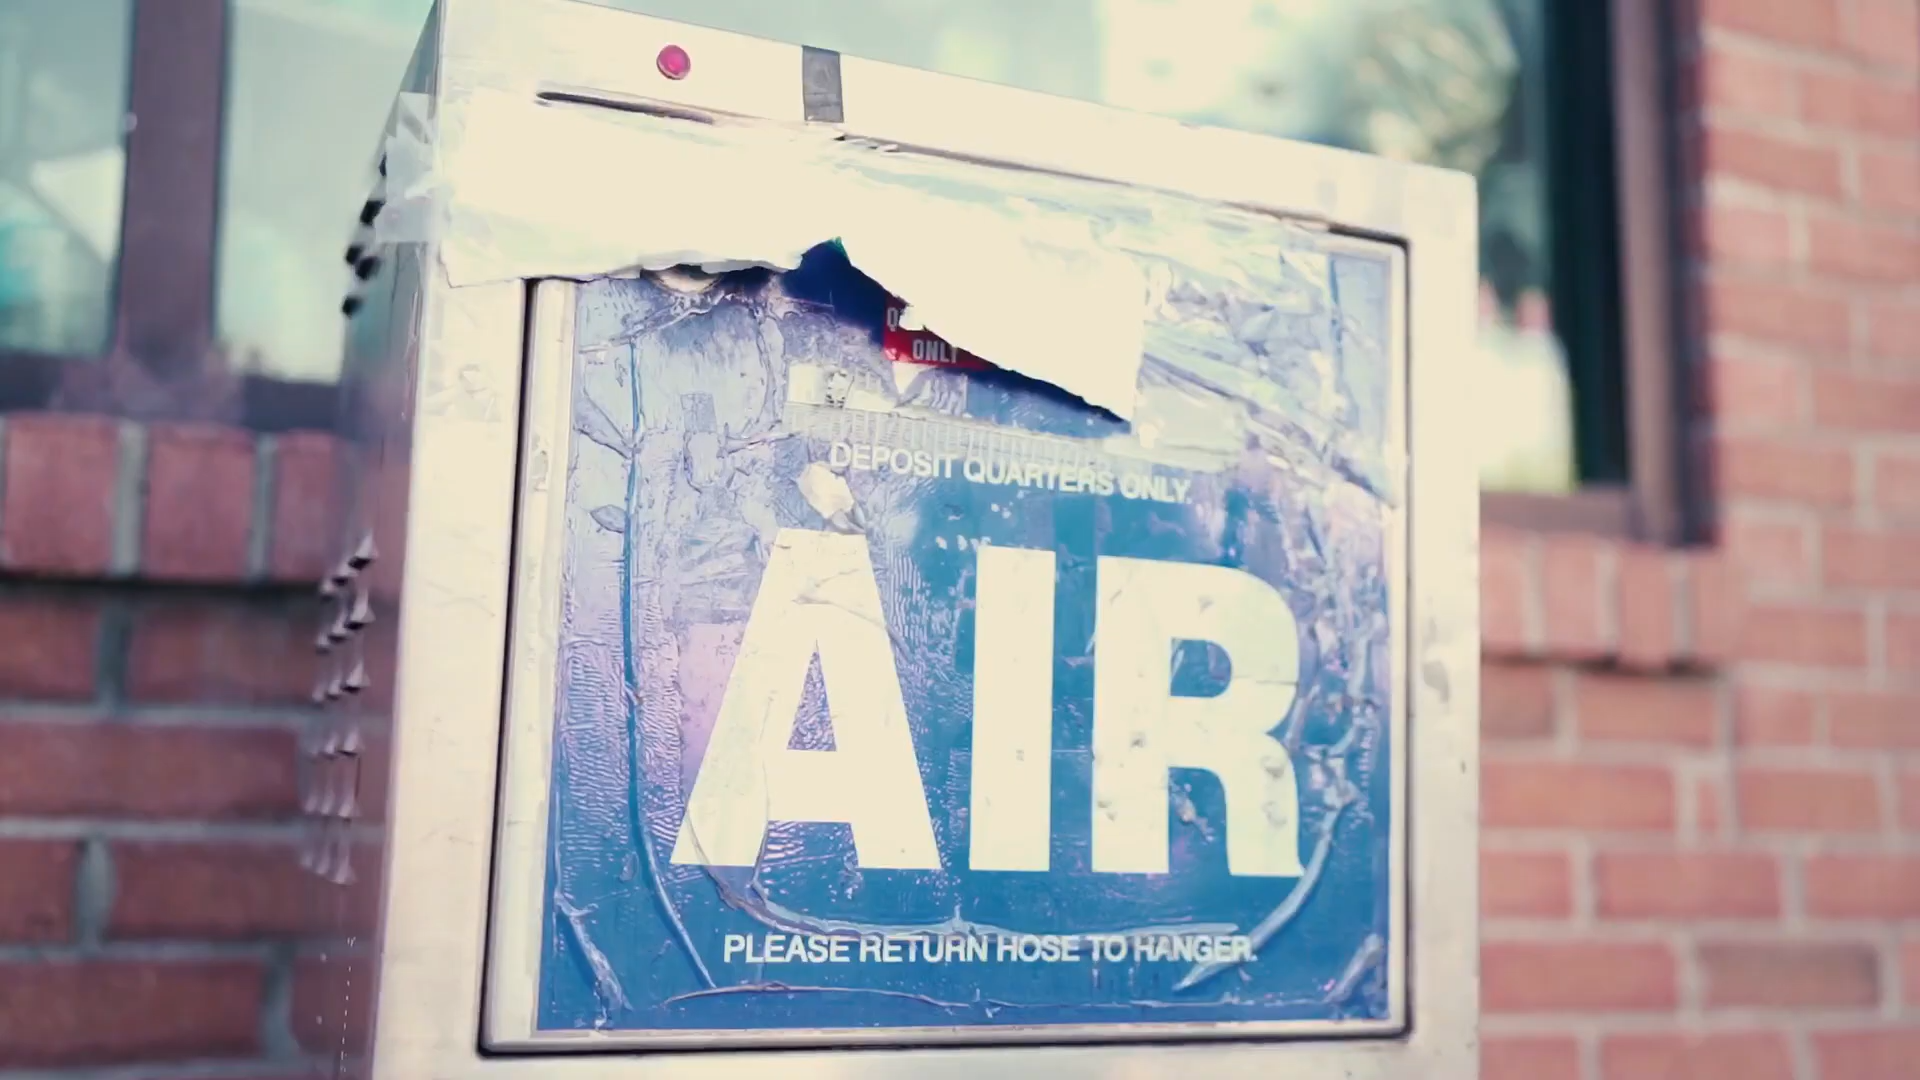 ONLY
DEPOSIT QUARTERS ONLY.
AIR
PLEASE RETURN HOSE TO HANGER.